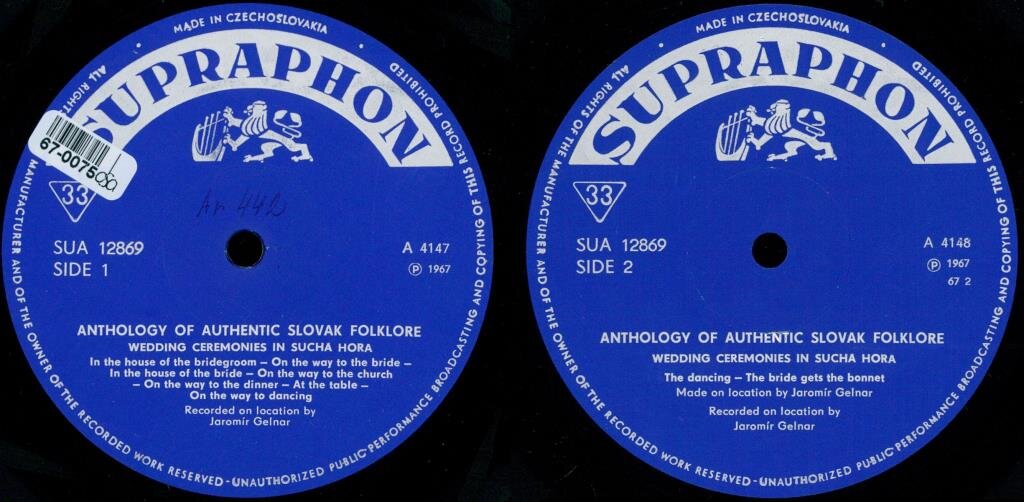 MADE IN CZECHOSLOVAKIA
SUPRAPHON
67-0075
33
SUA 12869
SIDE 1
A 4147
Ⓟ 1967
ANTHOLOGY OF AUTHENTIC SLOVAK FOLKLORE
WEDDING CEREMONIES IN SUCHA HORA
In the house of the bridegroom – On the way to the bride –
In the house of the bride – On the way to the church
– On the way to the dinner – At the table –
On the way to dancing
Recorded on location by
Jaromír Gelnar
ALL RIGHTS MANUFACTURER AND OF THE OWNER OF THE RECORDED WORK RESERVED-UNAUTHORIZED PUBLIC PERFORMANCE BROADCASTING AND COPYING OF THIS RECORD PROHIBITED
MADE IN CZECHOSLOVAKIA
SUPRAPHON
33
SUA 12869
SIDE 2
A 4148
Ⓟ 1967
67 2
ANTHOLOGY OF AUTHENTIC SLOVAK FOLKLORE
WEDDING CEREMONIES IN SUCHA HORA
The dancing – The bride gets the bonnet
Made on location by Jaromír Gelnar
Recorded on location by
Jaromír Gelnar
ALL RIGHTS OF THE MANUFACTURER AND OF THE OWNER OF THE RECORDED WORK RESERVED-UNAUTHORIZED PUBLIC PERFORMANCE BROADCASTING AND COPYING OF THIS RECORD PROHIBITED